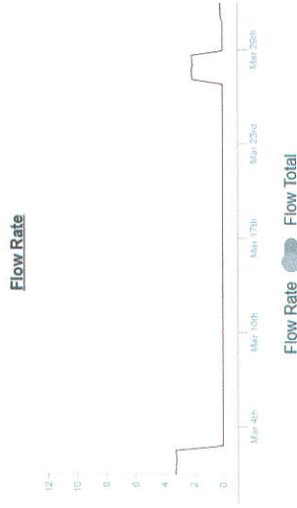 Flow Rate
12
10
8
6
4
2
0
Mar 4th
Mar 10th
Mar 17th
Mar 23rd
Mar 29th
Flow Rate Flow Total